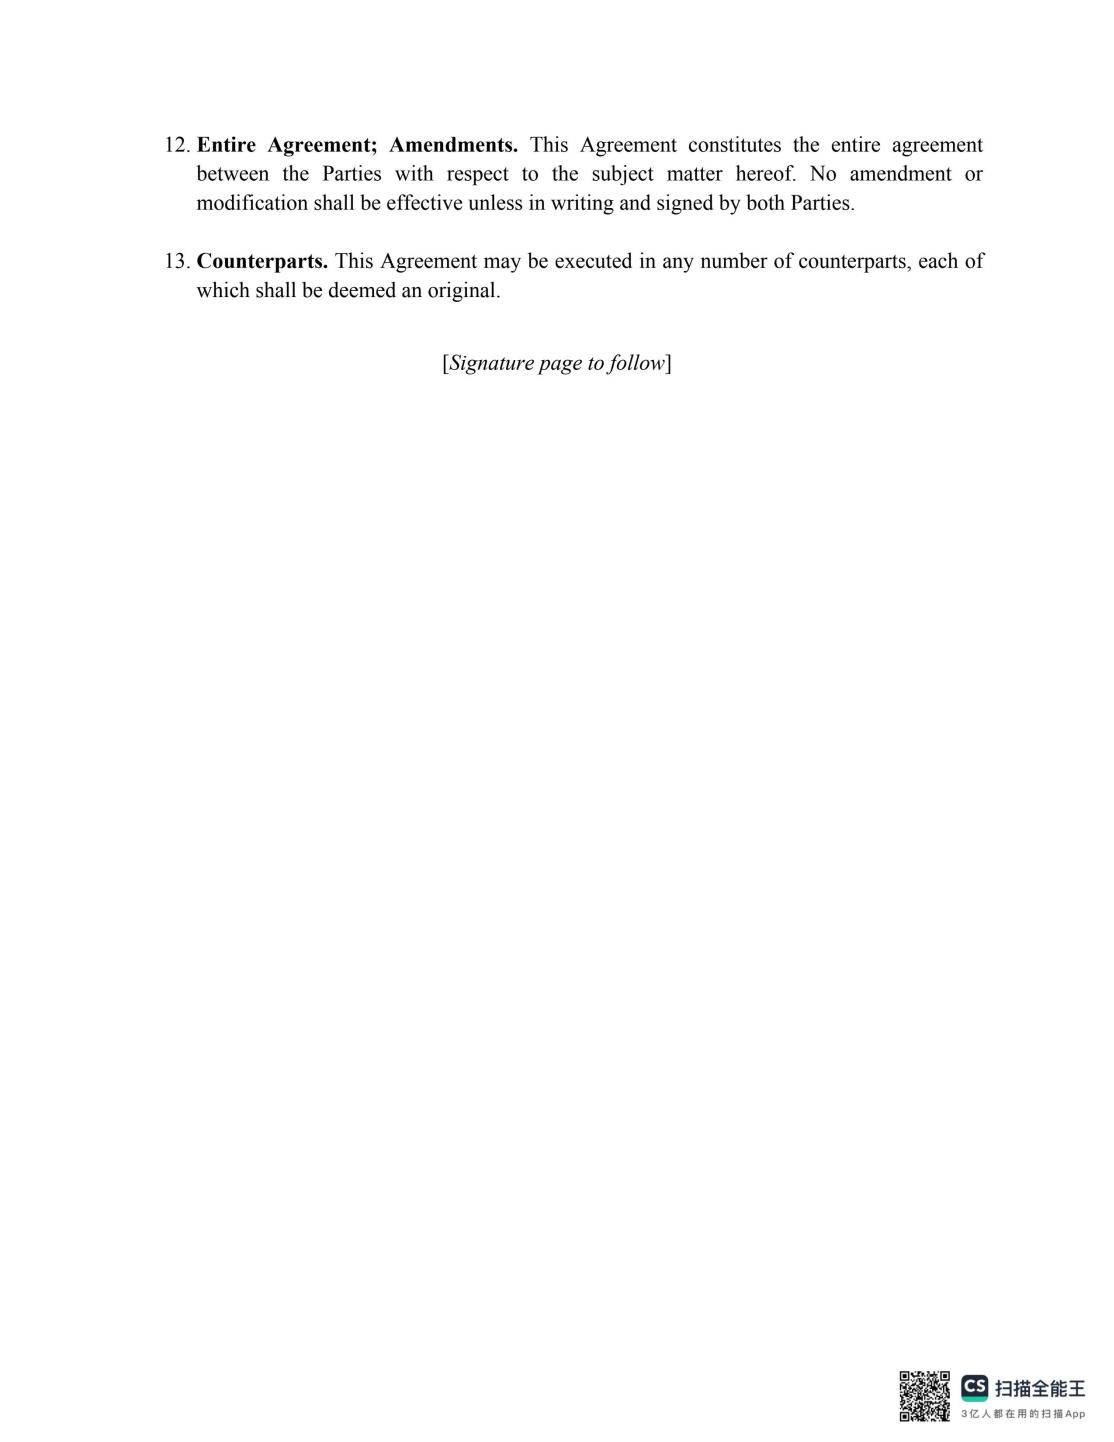 12. Entire Agreement; Amendments. This Agreement constitutes the entire agreement
between the Parties with respect to the subject matter hereof. No amendment or
modification shall be effective unless in writing and signed by both Parties.
13. Counterparts. This Agreement may be executed in any number of counterparts, each of
which shall be deemed an original.
[Signature page to follow]
CS 扫描全能王
3亿人都在用的扫描App